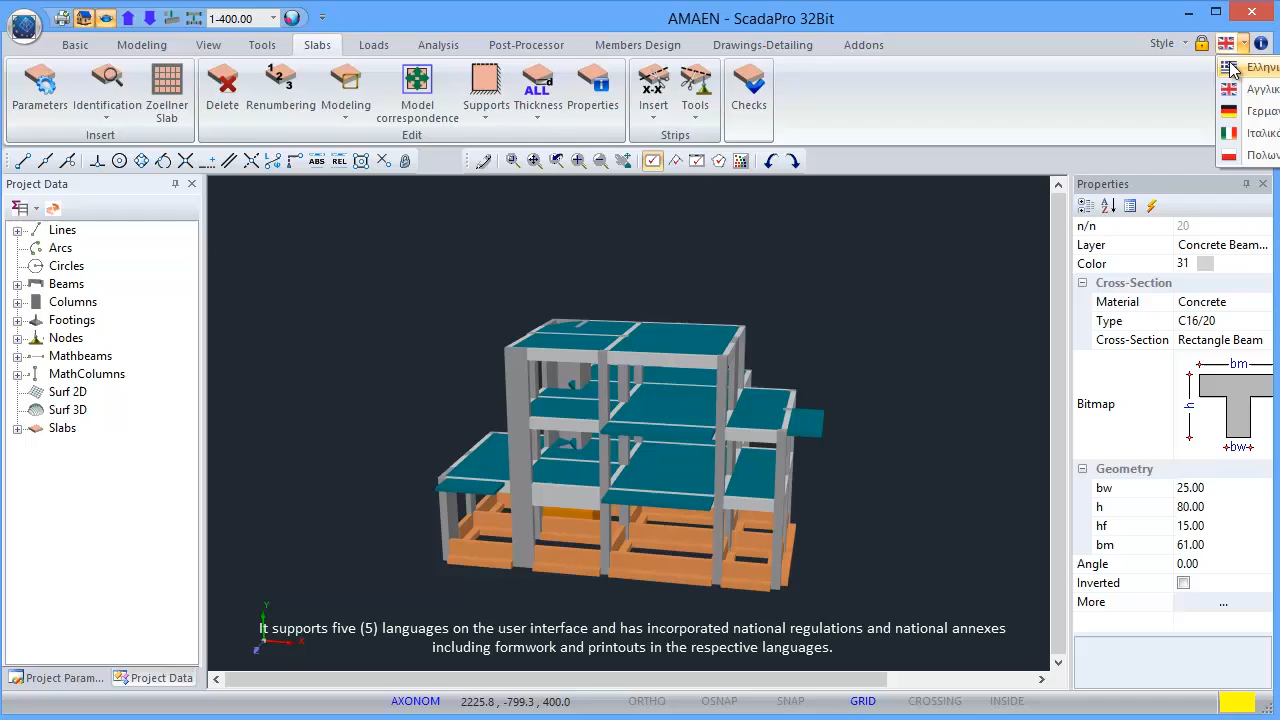 1-400.00
AMAEN - ScadaPro 32Bit
Basic
Modeling
View
Tools
Slabs
Loads
Analysis
Post-Processor
Members Design
Drawings-Detailing
Addons
Style
Parameters
Identification
Zoellner
Slab
Insert
1 2 3
ALL
X-X
Delete
Renumbering
Modeling
Model
correspondence
Supports
Thickness
Properties
Edit
Insert
Tools
Strips
Checks
ABS
REL
Project Data
Lines
Arcs
Circles
Beams
Columns
Footings
Nodes
Mathbeams
MathColumns
Surf 2D
Surf 3D
Slabs
Project Param...
Project Data
Y
X
Z
It supports five (5) languages on the user interface and has incorporated national regulations and national annexes
including formwork and printouts in the respective languages.
Properties
n/n 20
Layer Concrete Beam...
Color 31
Cross-Section
Material Concrete
Type C16/20
Cross-Section Rectangle Beam
Bitmap
bm
h
bw
Geometry
bw 25.00
h 80.00
hf 15.00
bm 61.00
Angle 0.00
Inverted
More ...
AXONOM 2225.8 , -799.3 , 400.0 ORTHO OSNAP SNAP GRID CROSSING INSIDE